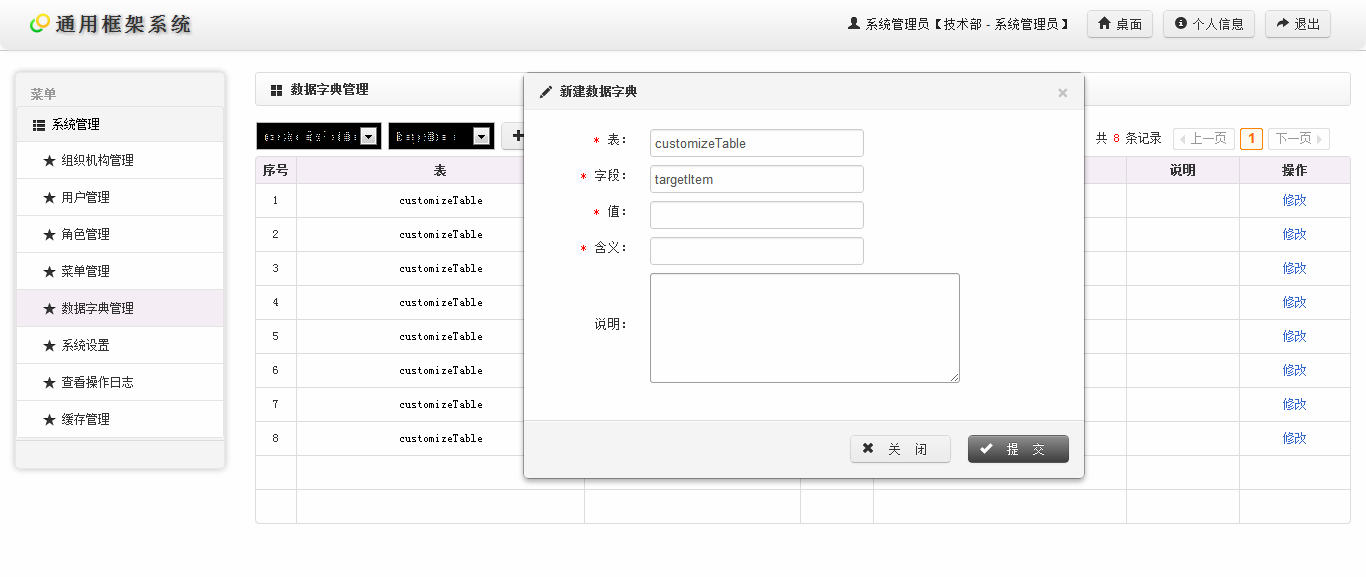 通用框架系统
系统管理员【技术部 - 系统管理员】 桌面 个人信息 退出
菜单
系统管理
组织机构管理
用户管理
角色管理
菜单管理
数据字典管理
系统设置
查看操作日志
缓存管理
数据字典管理
共 8 条记录 上一页 1 下一页
序号 表 说明 操作
1 customizeTable 修改
2 customizeTable 修改
3 customizeTable 修改
4 customizeTable 修改
5 customizeTable 修改
6 customizeTable 修改
7 customizeTable 修改
8 customizeTable 修改
新建数据字典 ×
* 表： customizeTable
* 字段： targetItem
* 值：
* 含义：
说明：
关 闭 提 交